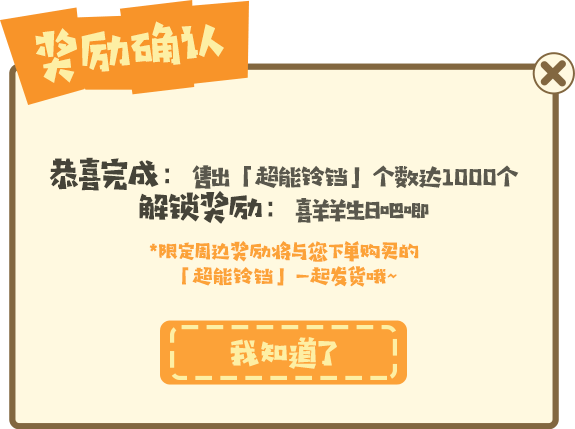 奖励确认
恭喜完成：售出「超能铃铛」个数达1000个
解锁奖励：喜羊羊生日吧唧
*限定周边奖励将与您下单购买的
「超能铃铛」一起发货哦~
我知道了